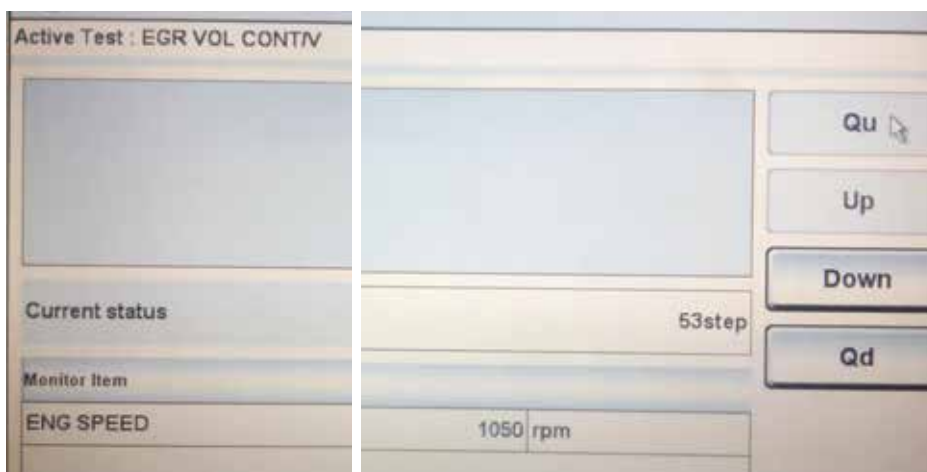 Active Test : EGR VOL CONT/V
Qu
Up
Down
Current status
53step
Qd
Monitor Item
ENG SPEED
1050 rpm